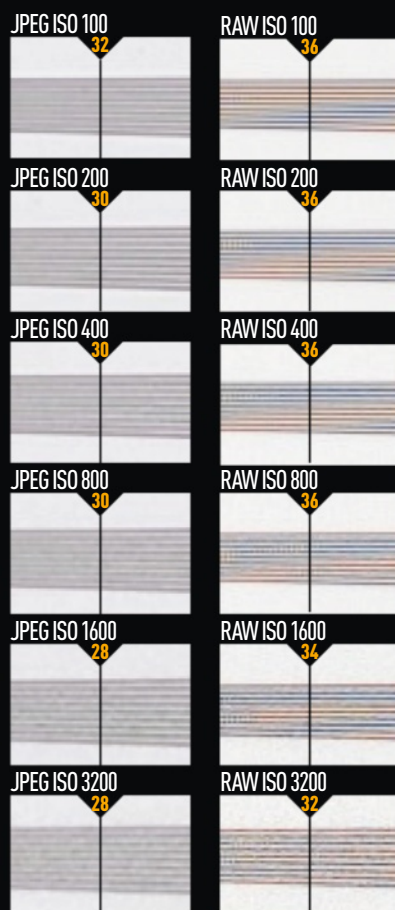 JPEG ISO 100
32
RAW ISO 100
36
JPEG ISO 200
30
RAW ISO 200
36
JPEG ISO 400
30
RAW ISO 400
36
JPEG ISO 800
30
RAW ISO 800
36
JPEG ISO 1600
28
RAW ISO 1600
34
JPEG ISO 3200
28
RAW ISO 3200
32